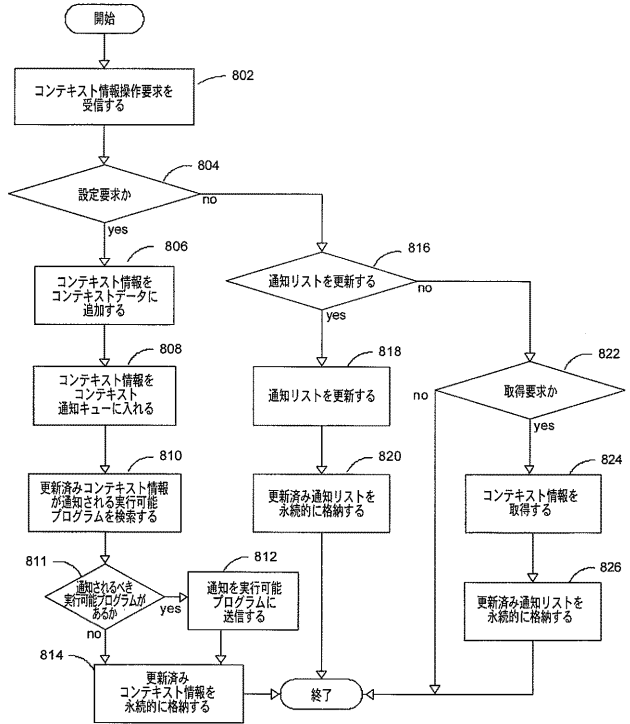 開始
コンテキスト情報操作要求を
受信する
802
設定要求か
804
no
yes
コンテキスト情報を
コンテキストデータに
追加する
806
コンテキスト情報を
コンテキスト
通知キューに入れる
808
更新済みコンテキスト情報
が通知される実行可能
プログラムを検索する
810
通知されるべき
実行可能プログラムが
あるか
811
yes
no
通知を実行可能
プログラムに
送信する
812
更新済み
コンテキスト情報を
永続的に格納する
814
通知リストを更新する
816
no
yes
通知リストを更新する
818
更新済み通知リストを
永続的に格納する
820
取得要求か
822
no
yes
コンテキスト情報を
取得する
824
更新済み通知リストを
永続的に格納する
826
終了